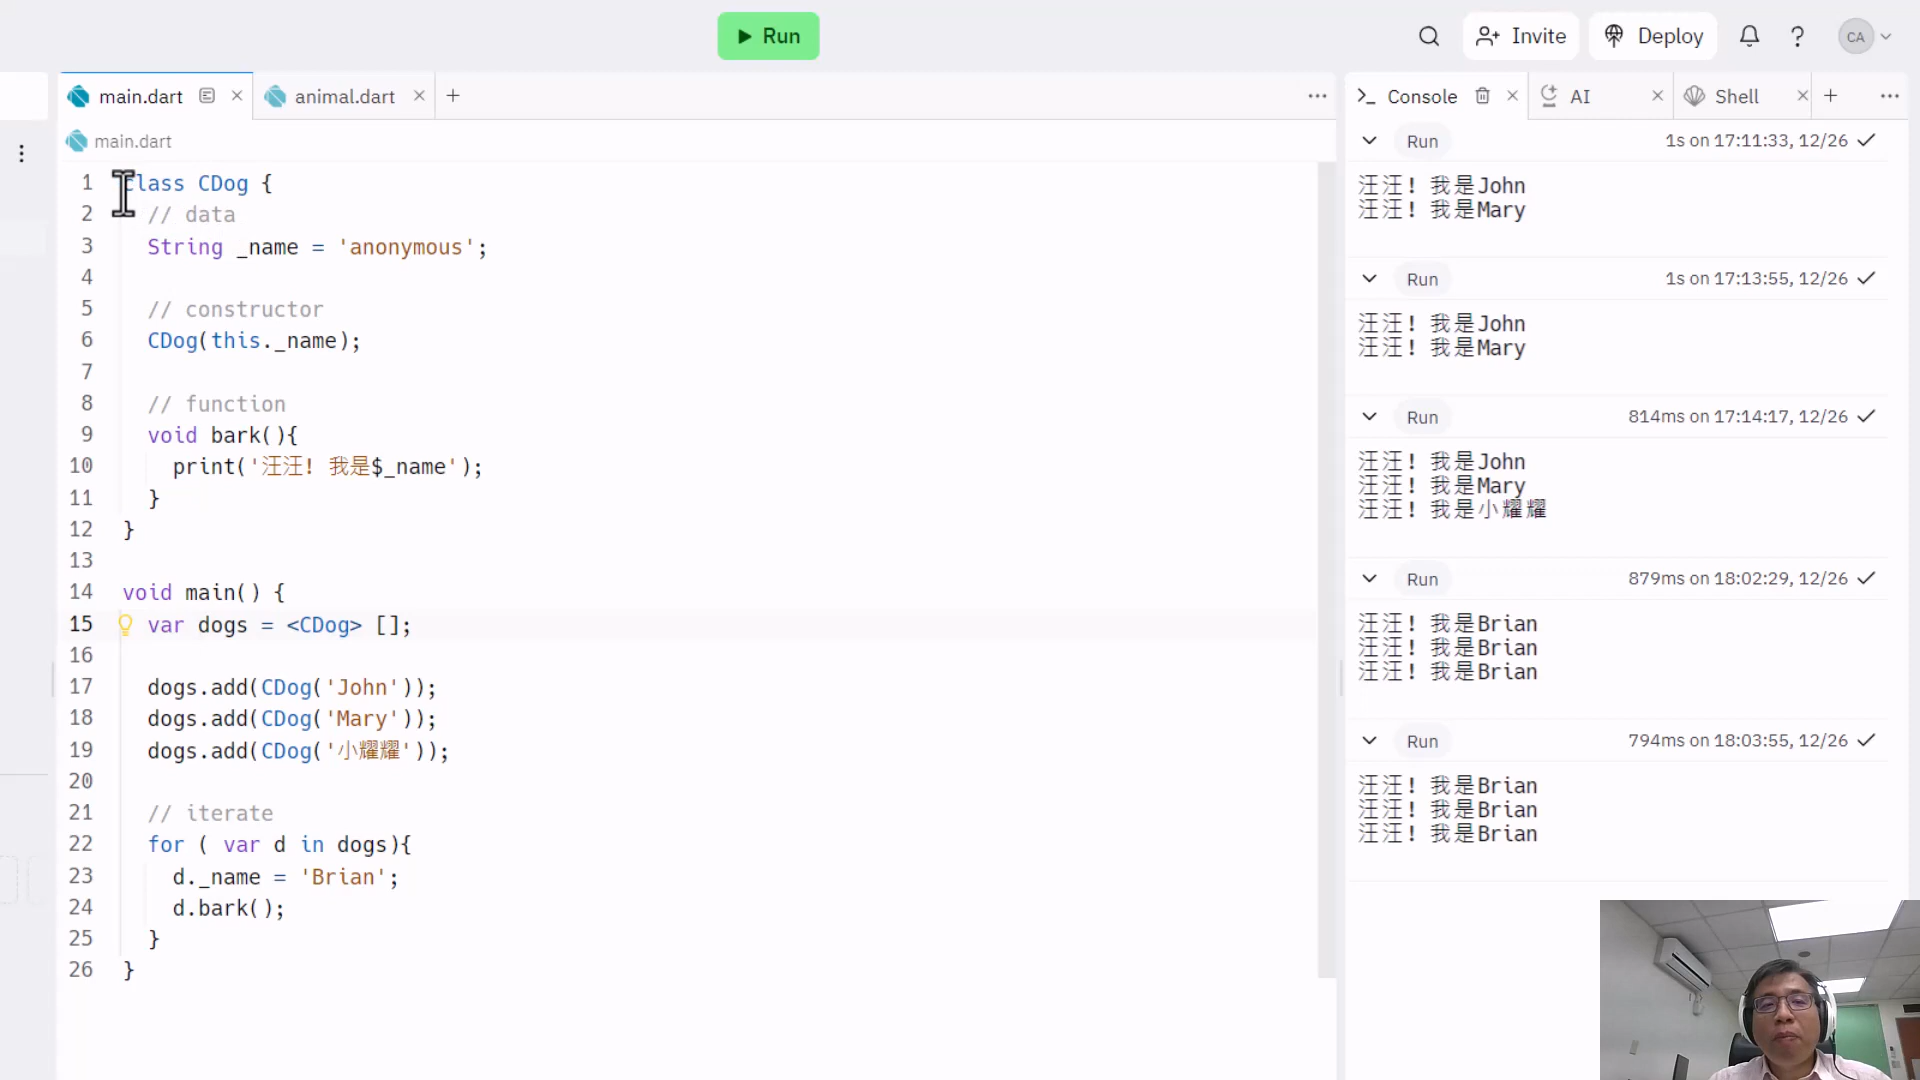 Run
Invite
Deploy
?
CA
main.dart
animal.dart
Console
AI
Shell
main.dart
1 class CDog {
2 // data
3 String _name = 'anonymous';
4
5 // constructor
6 CDog(this._name);
7
8 // function
9 void bark(){
10 print('汪汪! 我是$_name');
11 }
12 }
13
14 void main() {
15 var dogs = <CDog> [];
16
17 dogs.add(CDog('John'));
18 dogs.add(CDog('Mary'));
19 dogs.add(CDog('小耀耀'));
20
21 // iterate
22 for ( var d in dogs){
23 d._name = 'Brian';
24 d.bark();
25 }
26 }
Run 1s on 17:11:33, 12/26
汪汪! 我是John
汪汪! 我是Mary
Run 1s on 17:13:55, 12/26
汪汪! 我是John
汪汪! 我是Mary
Run 814ms on 17:14:17, 12/26
汪汪! 我是John
汪汪! 我是Mary
汪汪! 我是小耀耀
Run 879ms on 18:02:29, 12/26
汪汪! 我是Brian
汪汪! 我是Brian
汪汪! 我是Brian
Run 794ms on 18:03:55, 12/26
汪汪! 我是Brian
汪汪! 我是Brian
汪汪! 我是Brian